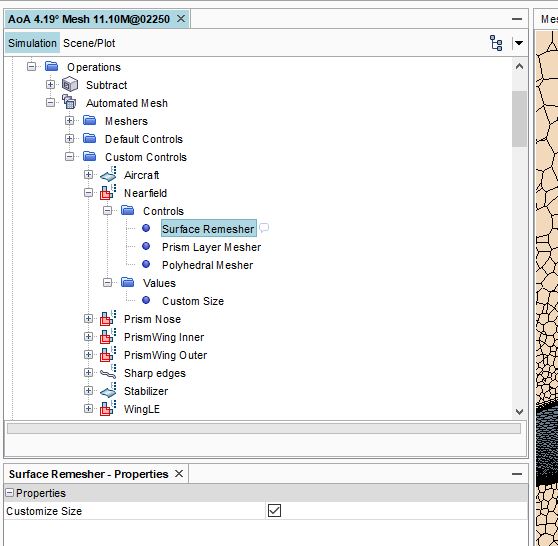 AoA 4.19° Mesh 11.10M@02250
Mes
Simulation Scene/Plot
Operations
Subtract
Automated Mesh
Meshers
Default Controls
Custom Controls
Aircraft
Nearfield
Controls
Surface Remesher
Prism Layer Mesher
Polyhedral Mesher
Values
Custom Size
Prism Nose
PrismWing Inner
PrismWing Outer
Sharp edges
Stabilizer
WingLE
Surface Remesher - Properties
Properties
Customize Size